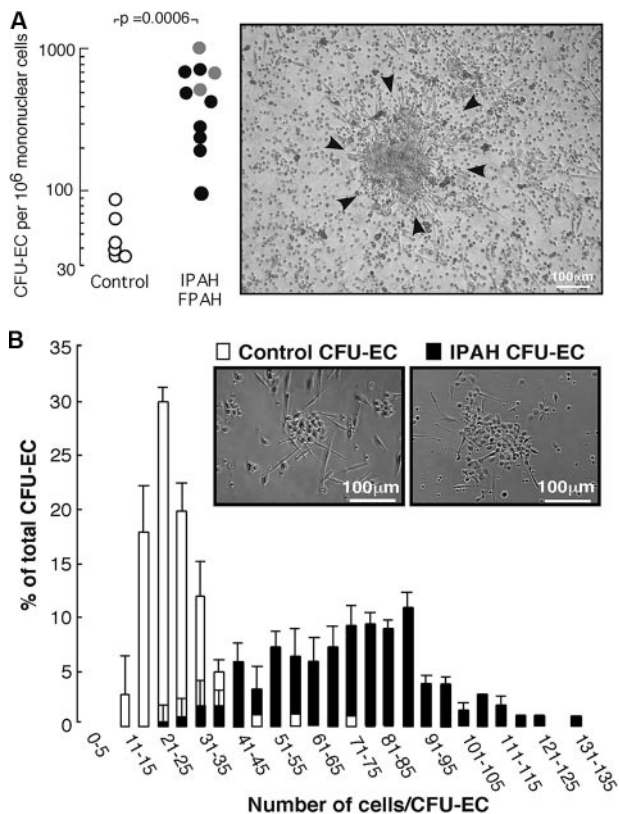 A
p =0.0006
CFU-EC per 10⁶ mononuclear cells
1000
100
30
Control
IPAH
FPAH
100µm
B
% of total CFU-EC
35
30
25
20
15
10
5
0
Control CFU-EC
IPAH CFU-EC
100µm
100µm
0-5
11-15
21-25
31-35
41-45
51-55
61-65
71-75
81-85
91-95
101-105
111-115
121-125
131-135
Number of cells/CFU-EC